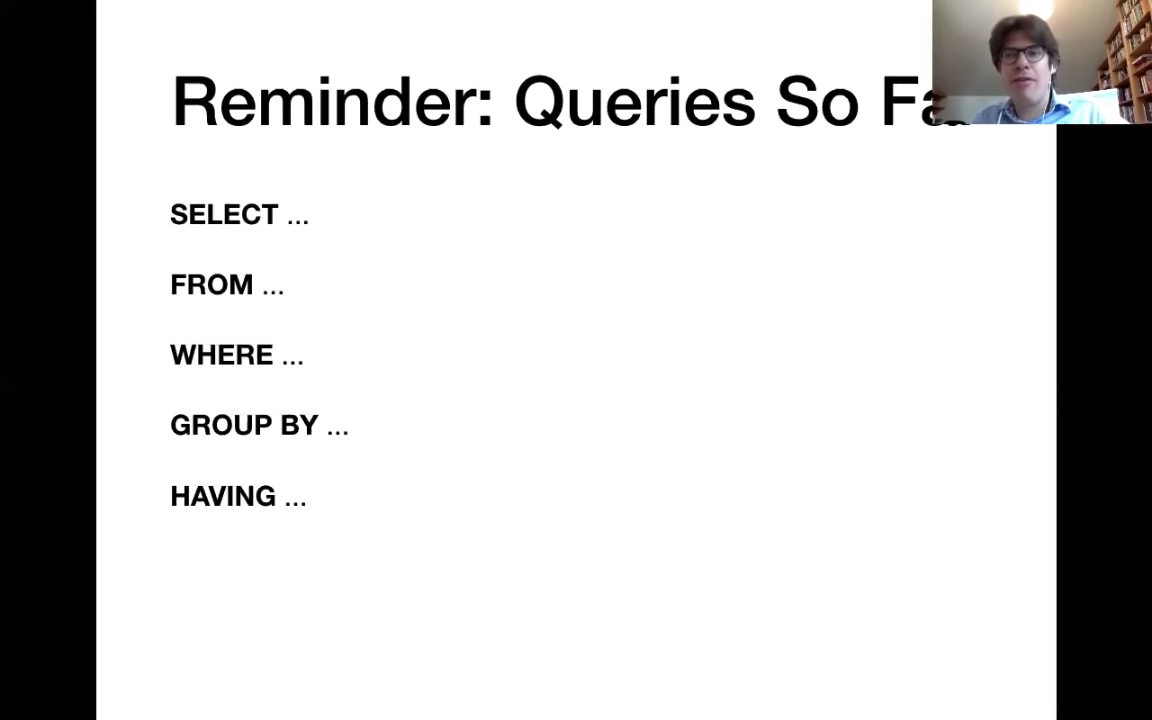 Reminder: Queries So
SELECT ...
FROM ...
WHERE ...
GROUP BY ...
HAVING ...